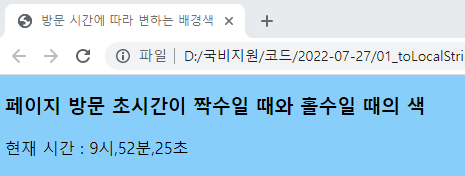 방문 시간에 따라 변하는 배경색
파일 D:/국비지원/코드/2022-07-27/01_toLocalStri
페이지 방문 초시간이 짝수일 때와 홀수일 때의 색
현재 시간 : 9시,52분,25초